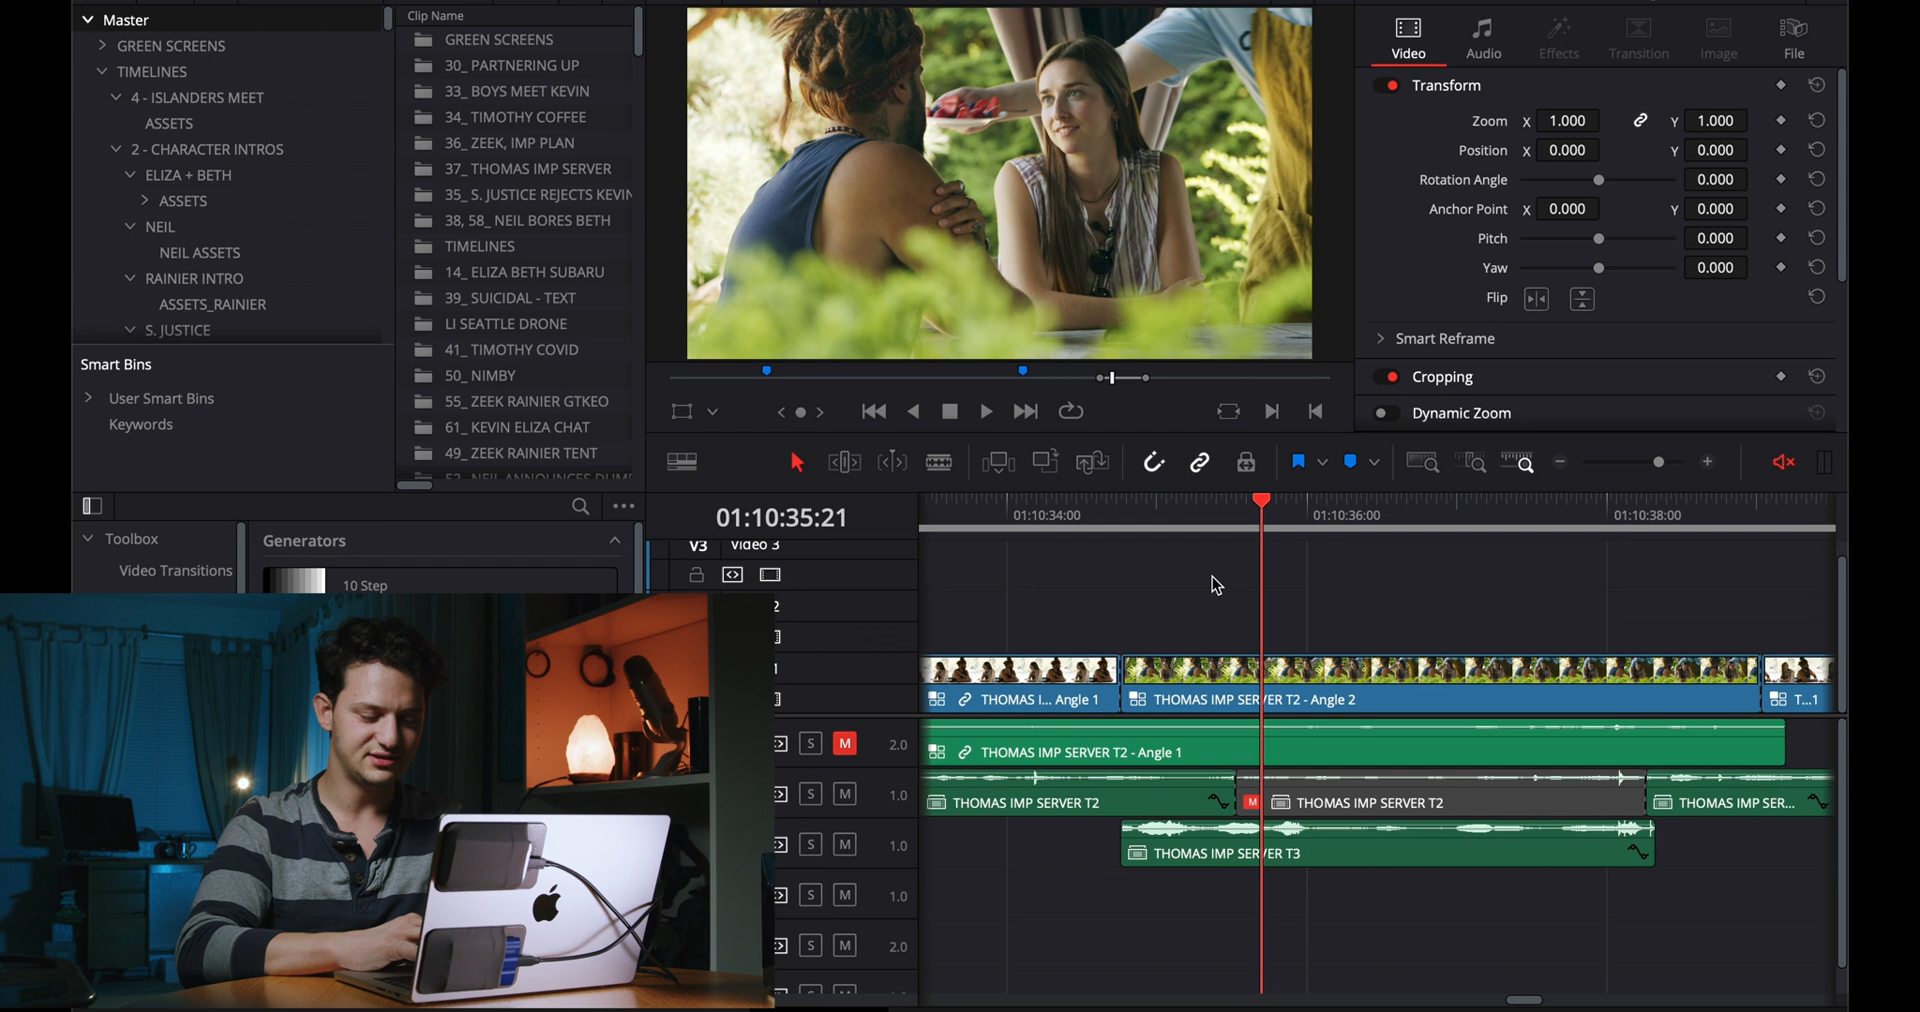 Master
GREEN SCREENS
TIMELINES
4 - ISLANDERS MEET
ASSETS
2 - CHARACTER INTROS
ELIZA + BETH
ASSETS
NEIL
NEIL ASSETS
RAINIER INTRO
ASSETS_RAINIER
S. JUSTICE
Smart Bins
User Smart Bins
Keywords
Clip Name
GREEN SCREENS
30_ PARTNERING UP
33_ BOYS MEET KEVIN
34_ TIMOTHY COFFEE
36_ ZEEK, IMP PLAN
37_ THOMAS IMP SERVER
35_ S. JUSTICE REJECTS KEVIN
38, 58_ NEIL BORES BETH
TIMELINES
14_ ELIZA BETH SUBARU
39_ SUICIDAL - TEXT
LI SEATTLE DRONE
41_ TIMOTHY COVID
50_ NIMBY
55_ ZEEK RAINIER GTKEO
61_ KEVIN ELIZA CHAT
49_ ZEEK RAINIER TENT
Video Audio Effects Transition Image File
Transform
Zoom X 1.000 Y 1.000
Position X 0.000 Y 0.000
Rotation Angle 0.000
Anchor Point X 0.000 Y 0.000
Pitch 0.000
Yaw 0.000
Flip
Smart Reframe
Cropping
Dynamic Zoom
Toolbox
Video Transitions
Generators
10 Step
01:10:35:21
01:10:34:00 01:10:36:00 01:10:38:00
V3 Video 3
2
1
THOMAS I... Angle 1 THOMAS IMP SERVER T2 - Angle 2 T...1
S M 2.0 THOMAS IMP SERVER T2 - Angle 1
S M 1.0 THOMAS IMP SERVER T2 M THOMAS IMP SERVER T2 THOMAS IMP SER...
S M 1.0 THOMAS IMP SERVER T3
S M 1.0
S M 2.0